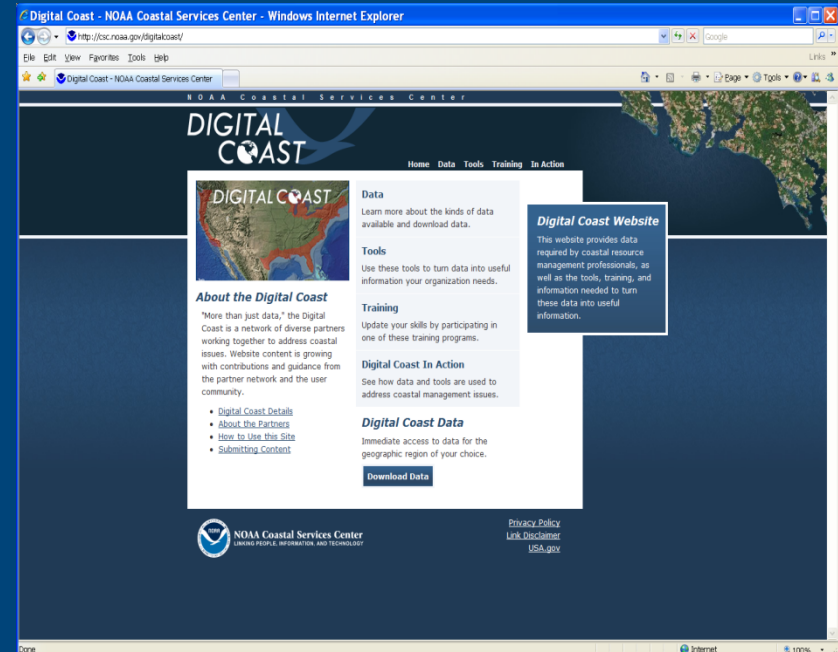 Digital Coast - NOAA Coastal Services Center - Windows Internet Explorer
http://csc.noaa.gov/digitalcoast/
Google
File Edit View Favorites Tools Help
Links »
Digital Coast - NOAA Coastal Services Center
Page Tools
NOAA Coastal Services Center
DIGITAL
COAST
Home Data Tools Training In Action
DIGITAL COAST
About the Digital Coast
"More than just data," the Digital
Coast is a network of diverse partners
working together to address coastal
issues. Website content is growing
with contributions and guidance from
the partner network and the user
community.
• Digital Coast Details
• About the Partners
• How to Use this Site
• Submitting Content
Data
Learn more about the kinds of data
available and download data.
Tools
Use these tools to turn data into useful
information your organization needs.
Training
Update your skills by participating in
one of these training programs.
Digital Coast In Action
See how data and tools are used to
address coastal management issues.
Digital Coast Data
Immediate access to data for the
geographic region of your choice.
Download Data
Digital Coast Website
This website provides data
required by coastal resource
management professionals, as
well as the tools, training, and
information needed to turn
these data into useful
information.
NOAA
NOAA Coastal Services Center
LINKING PEOPLE, INFORMATION, AND TECHNOLOGY
Privacy Policy
Link Disclaimer
USA.gov
Done
Internet
100%